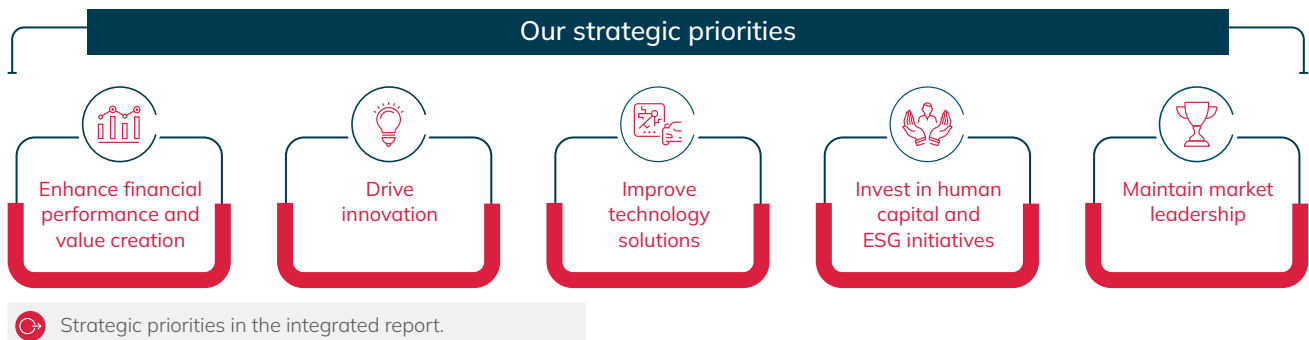 Our strategic priorities
Enhance financial
performance and
value creation
Drive
innovation
Improve
technology
solutions
Invest in human
capital and
ESG initiatives
Maintain market
leadership
Strategic priorities in the integrated report.